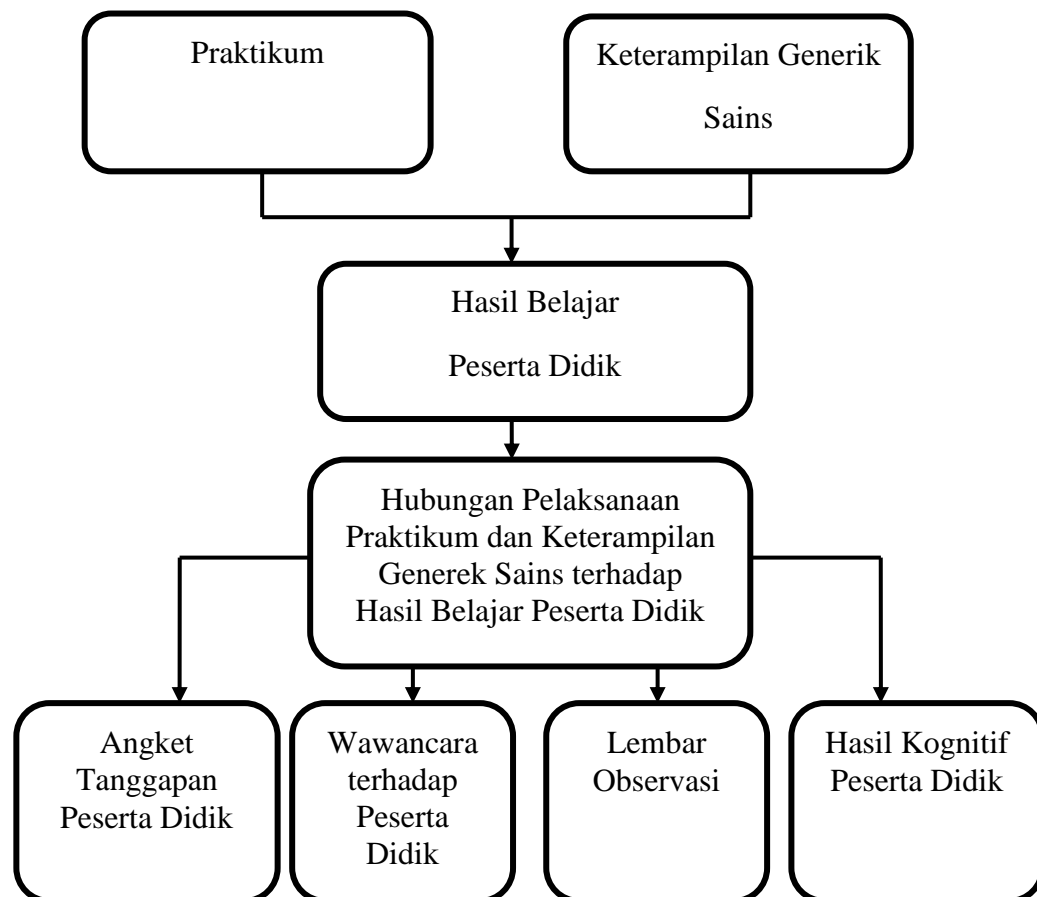 Praktikum
Keterampilan Generik
Sains
Hasil Belajar
Peserta Didik
Hubungan Pelaksanaan
Praktikum dan Keterampilan
Generek Sains terhadap
Hasil Belajar Peserta Didik
Angket
Tanggapan
Peserta Didik
Wawancara
terhadap
Peserta
Didik
Lembar
Observasi
Hasil Kognitif
Peserta Didik